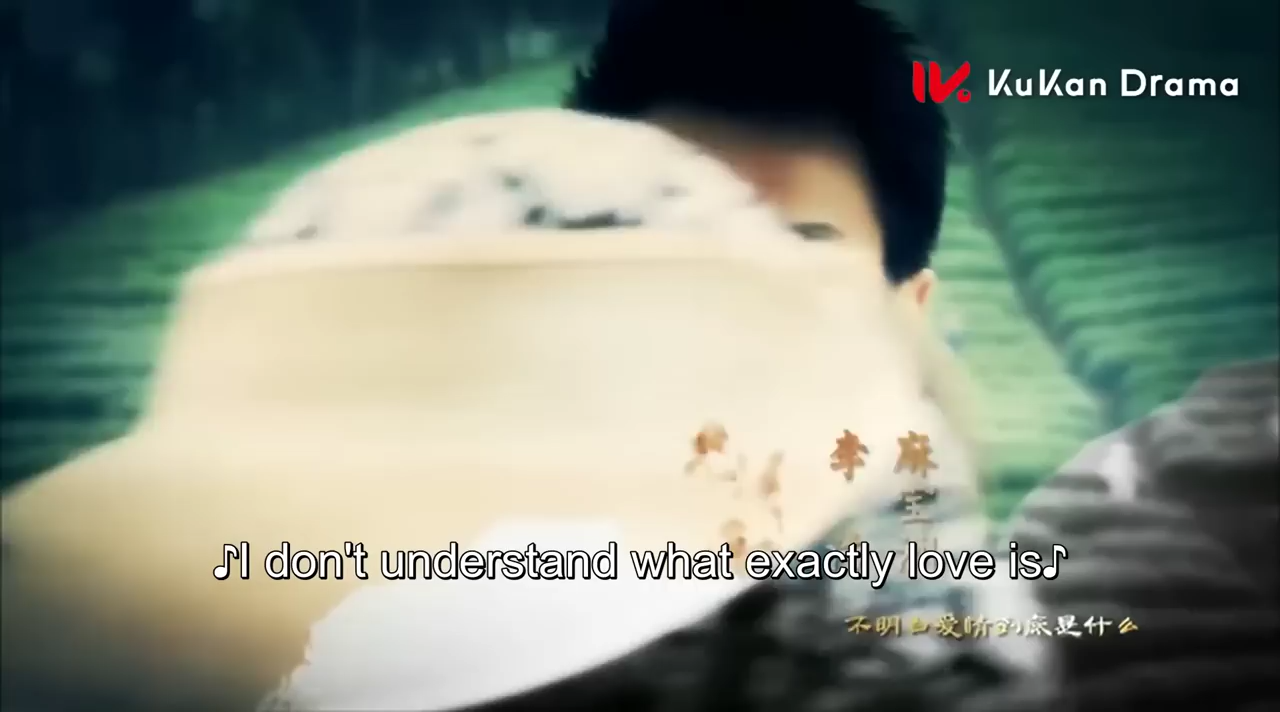 KuKan Drama
李
麻
♪I don't understand what exactly love is♪
不明白爱情到底是什么